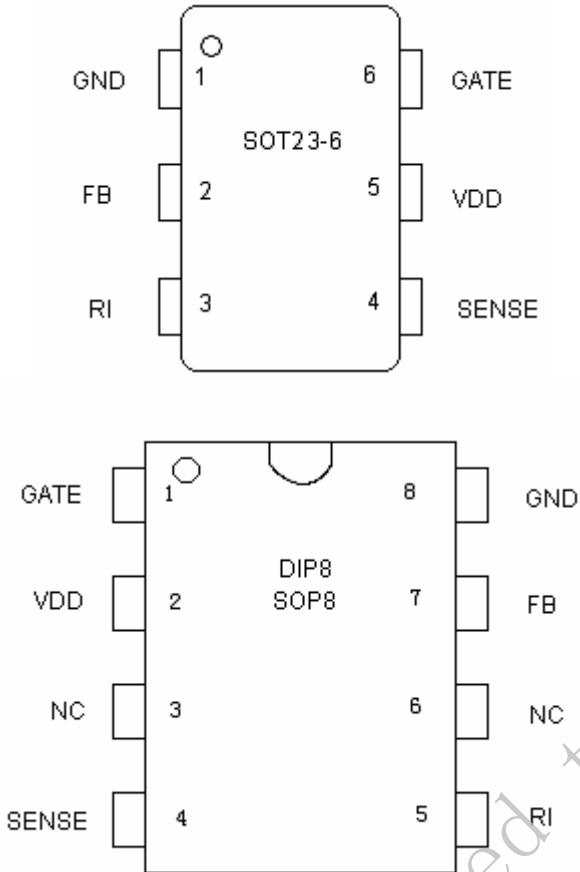 GND 1 6 GATE
SOT23-6
FB 2 5 VDD
RI 3 4 SENSE
GATE 1 8 GND
DIP8
VDD 2 SOP8 7 FB
NC 3 6 NC
SENSE 4 5 RI